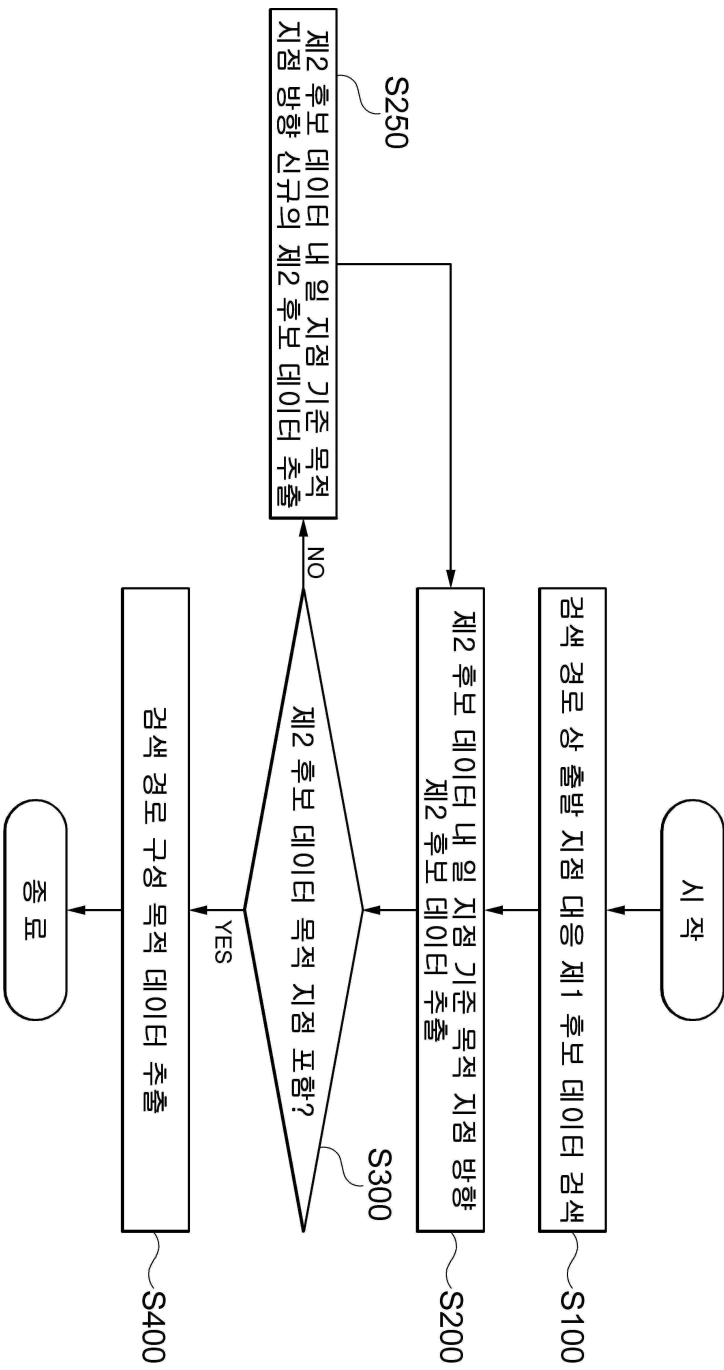 시 작
검색 경로 상 출발 지점 대응 제1 후보 데이터 검색
S100
제2 후보 데이터 내 일 지점 기준 목적 지점 방향
제2 후보 데이터 추출
S200
제2 후보 데이터 목적 지점 포함?
S300
NO
제2 후보 데이터 내 일 지점 기준 목적
지점 방향 신규의 제2 후보 데이터 추출
S250
YES
검색 경로 구성 목적 데이터 추출
S400
종 료